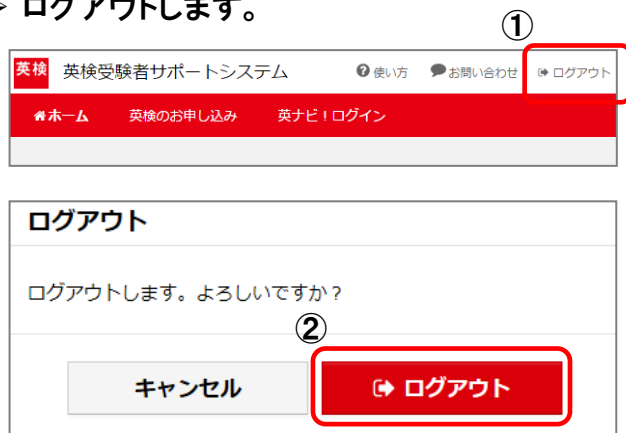 ログアウトします。
①
英検 英検受験者サポートシステム 使い方 お問い合わせ ログアウト
ホーム 英検のお申し込み 英ナビ！ログイン
ログアウト
ログアウトします。よろしいですか？
②
キャンセル ログアウト